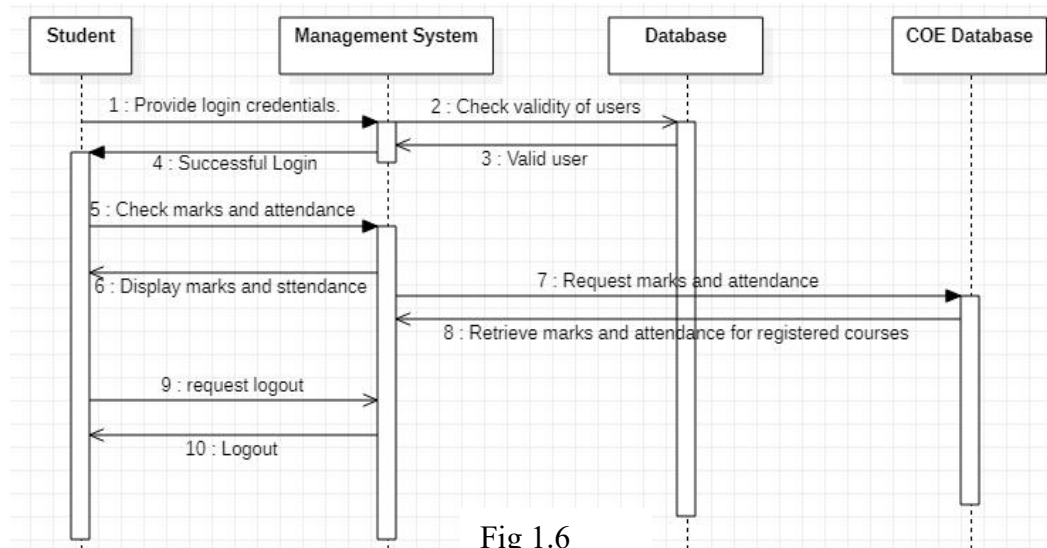 Student
Management System
Database
COE Database
1 : Provide login credentials.
2 : Check validity of users
3 : Valid user
4 : Successful Login
5 : Check marks and attendance
6 : Display marks and sttendance
7 : Request marks and attendance
8 : Retrieve marks and attendance for registered courses
9 : request logout
10 : Logout
Fig 1.6